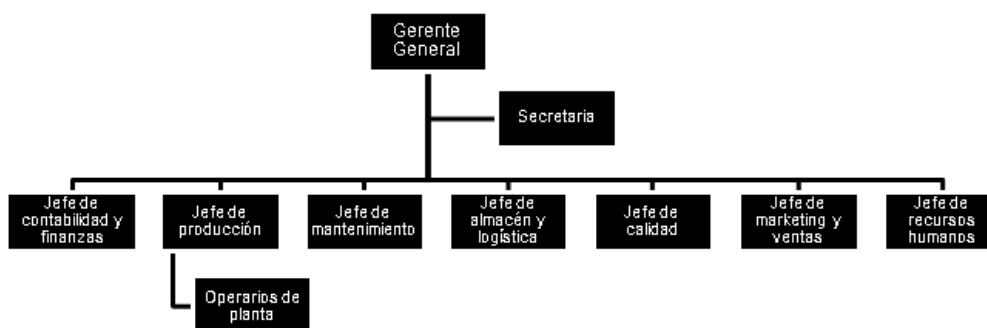 Gerente
General
Secretaria
Jefe de
contabilidad y
finanzas
Jefe de
producción
Jefe de
mantenimiento
Jefe de
almacén y
logística
Jefe de
calidad
Jefe de
marketing y
ventas
Jefe de
recursos
humanos
Operarios de
planta